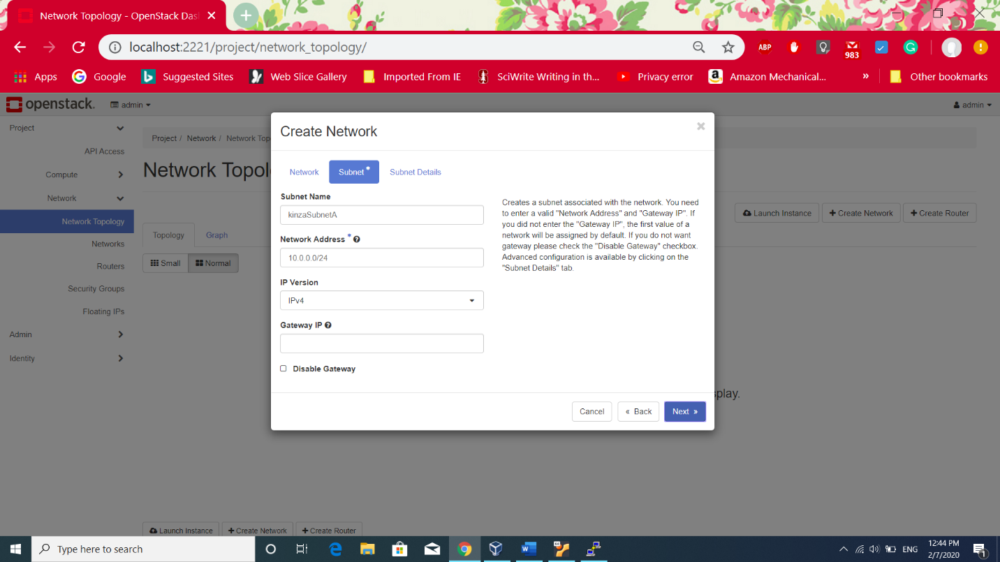 Network Topology - OpenStack Das
localhost:2221/project/network_topology/
ABP
983
Apps
Google
Suggested Sites
Web Slice Gallery
Imported From IE
SciWrite Writing in th...
Privacy error
Amazon Mechanical...
»
Other bookmarks
openstack.
admin
admin
Project
API Access
Compute
Network
Network Topology
Networks
Routers
Security Groups
Floating IPs
Admin
Identity
Project / Network / Network Top
Network Topol
Launch Instance
+ Create Network
+ Create Router
Topology
Graph
Small
Normal
splay.
Launch Instance
+ Create Network
+ Create Router
Create Network
Network
Subnet *
Subnet Details
Subnet Name
kinzaSubnetA
Network Address *
10.0.0.0/24
IP Version
IPv4
Gateway IP
Disable Gateway
Creates a subnet associated with the network. You need
to enter a valid "Network Address" and "Gateway IP". If
you did not enter the "Gateway IP", the first value of a
network will be assigned by default. If you do not want
gateway please check the "Disable Gateway" checkbox.
Advanced configuration is available by clicking on the
"Subnet Details" tab.
Cancel
« Back
Next »
Type here to search
ENG
12:44 PM
2/7/2020
1